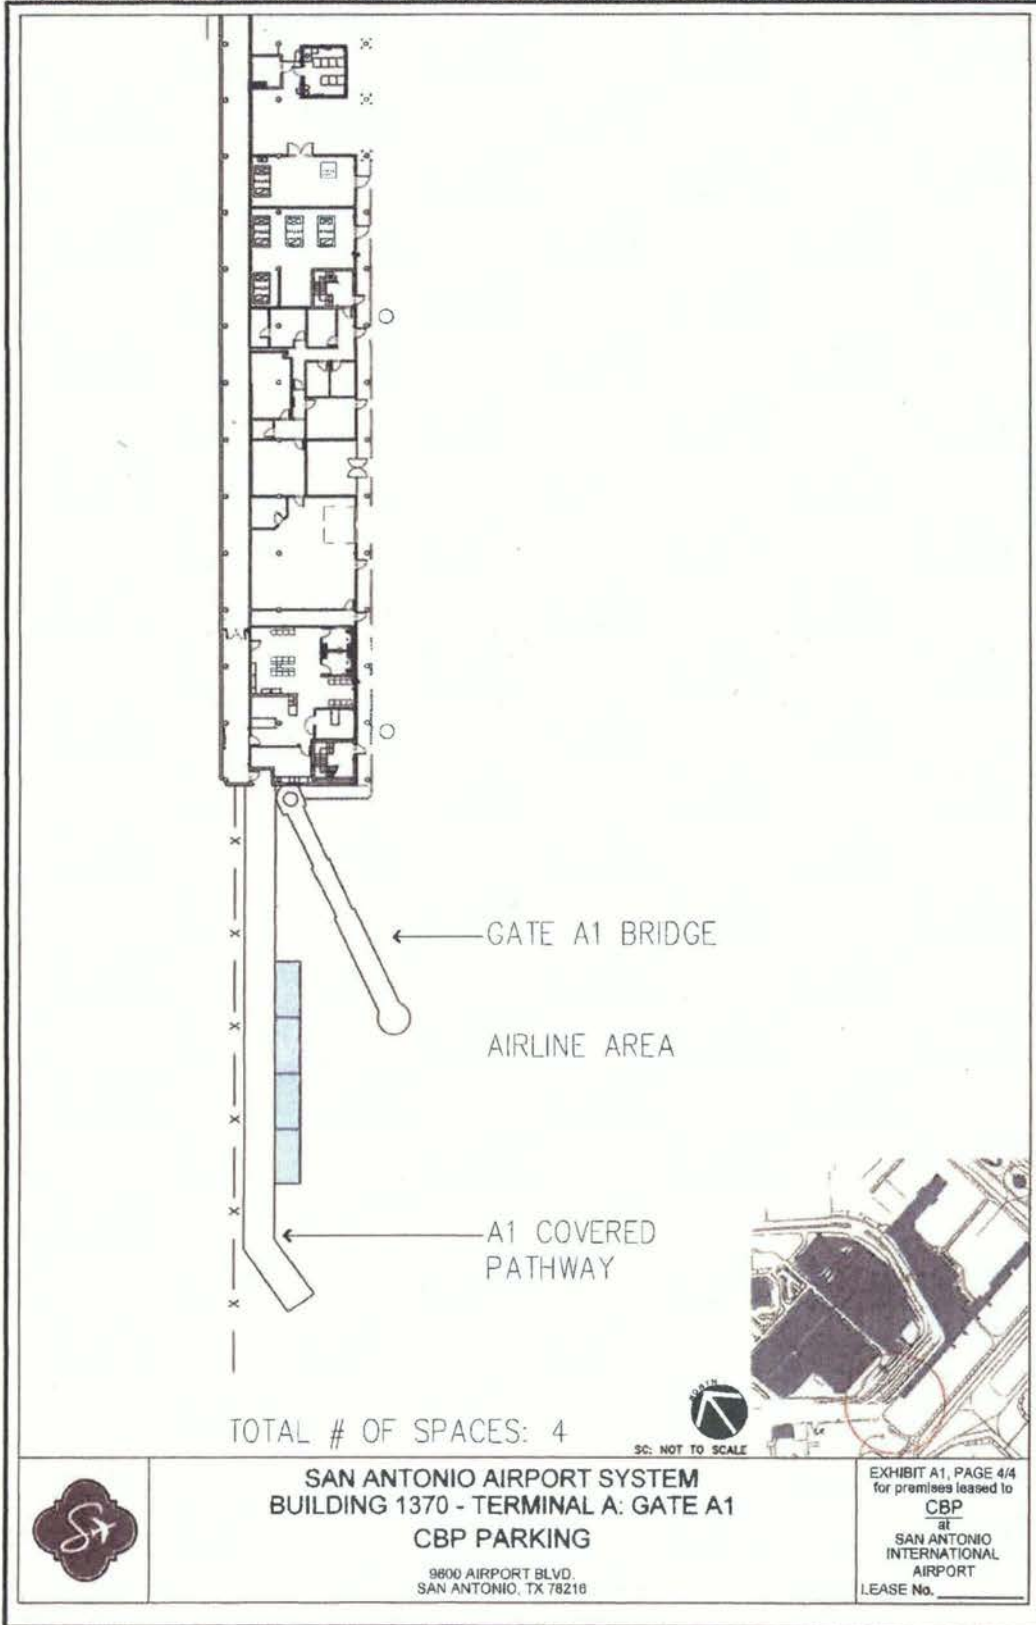 GATE A1 BRIDGE
AIRLINE AREA
A1 COVERED
PATHWAY
TOTAL # OF SPACES: 4
SC: NOT TO SCALE
SAN ANTONIO AIRPORT SYSTEM
BUILDING 1370 - TERMINAL A: GATE A1
CBP PARKING
9800 AIRPORT BLVD.
SAN ANTONIO, TX 78216
EXHIBIT A1, PAGE 4/4
for premises leased to
CBP
at
SAN ANTONIO
INTERNATIONAL
AIRPORT
LEASE No.